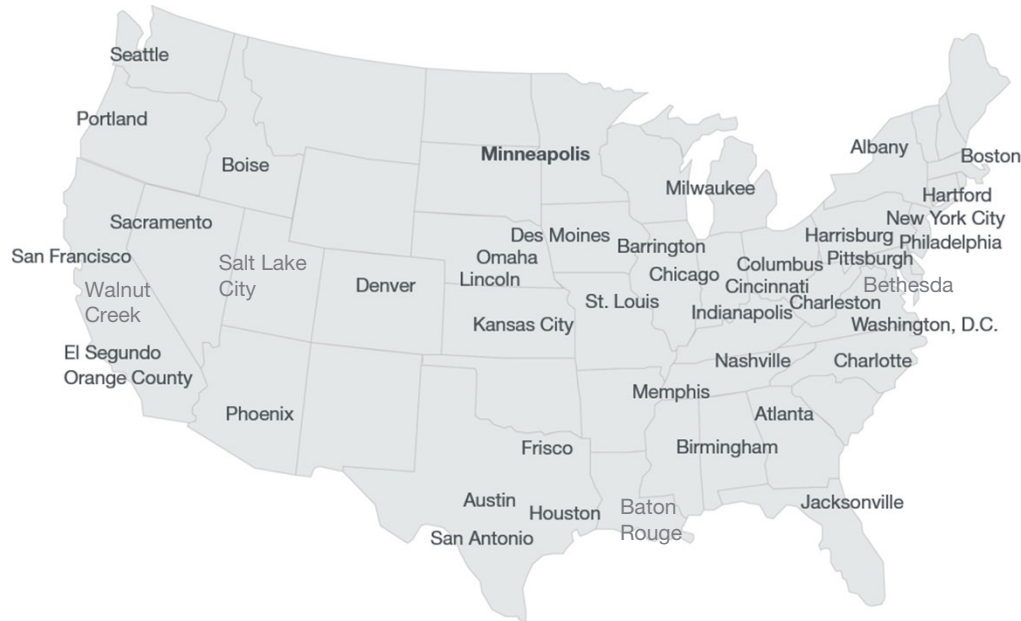 Seattle
Portland
Minneapolis
Albany
Boston
Boise
Milwaukee
Hartford
Sacramento
New York City
Des Moines
Harrisburg
Philadelphia
Barrington
San Francisco
Omaha
Pittsburgh
Salt Lake
City
Columbus
Chicago
Lincoln
Denver
Cincinnati
Bethesda
Walnut
Creek
St. Louis
Charleston
Indianapolis
Kansas City
Washington, D.C.
El Segundo
Orange County
Nashville
Charlotte
Memphis
Phoenix
Atlanta
Frisco
Birmingham
Austin
Houston
Baton
Rouge
Jacksonville
San Antonio